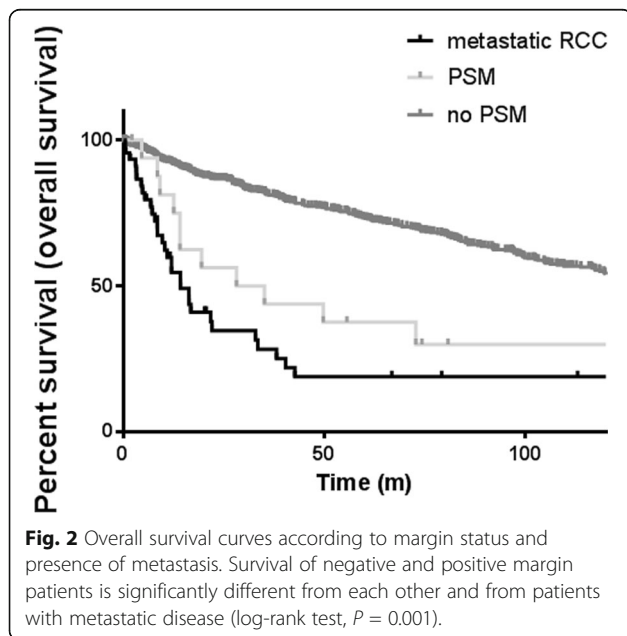 metastatic RCC
PSM
no PSM
Percent survival (overall survival)
100
50
0
0 50 100
Time (m)
Fig. 2 Overall survival curves according to margin status and
presence of metastasis. Survival of negative and positive margin
patients is significantly different from each other and from patients
with metastatic disease (log-rank test, P = 0.001).